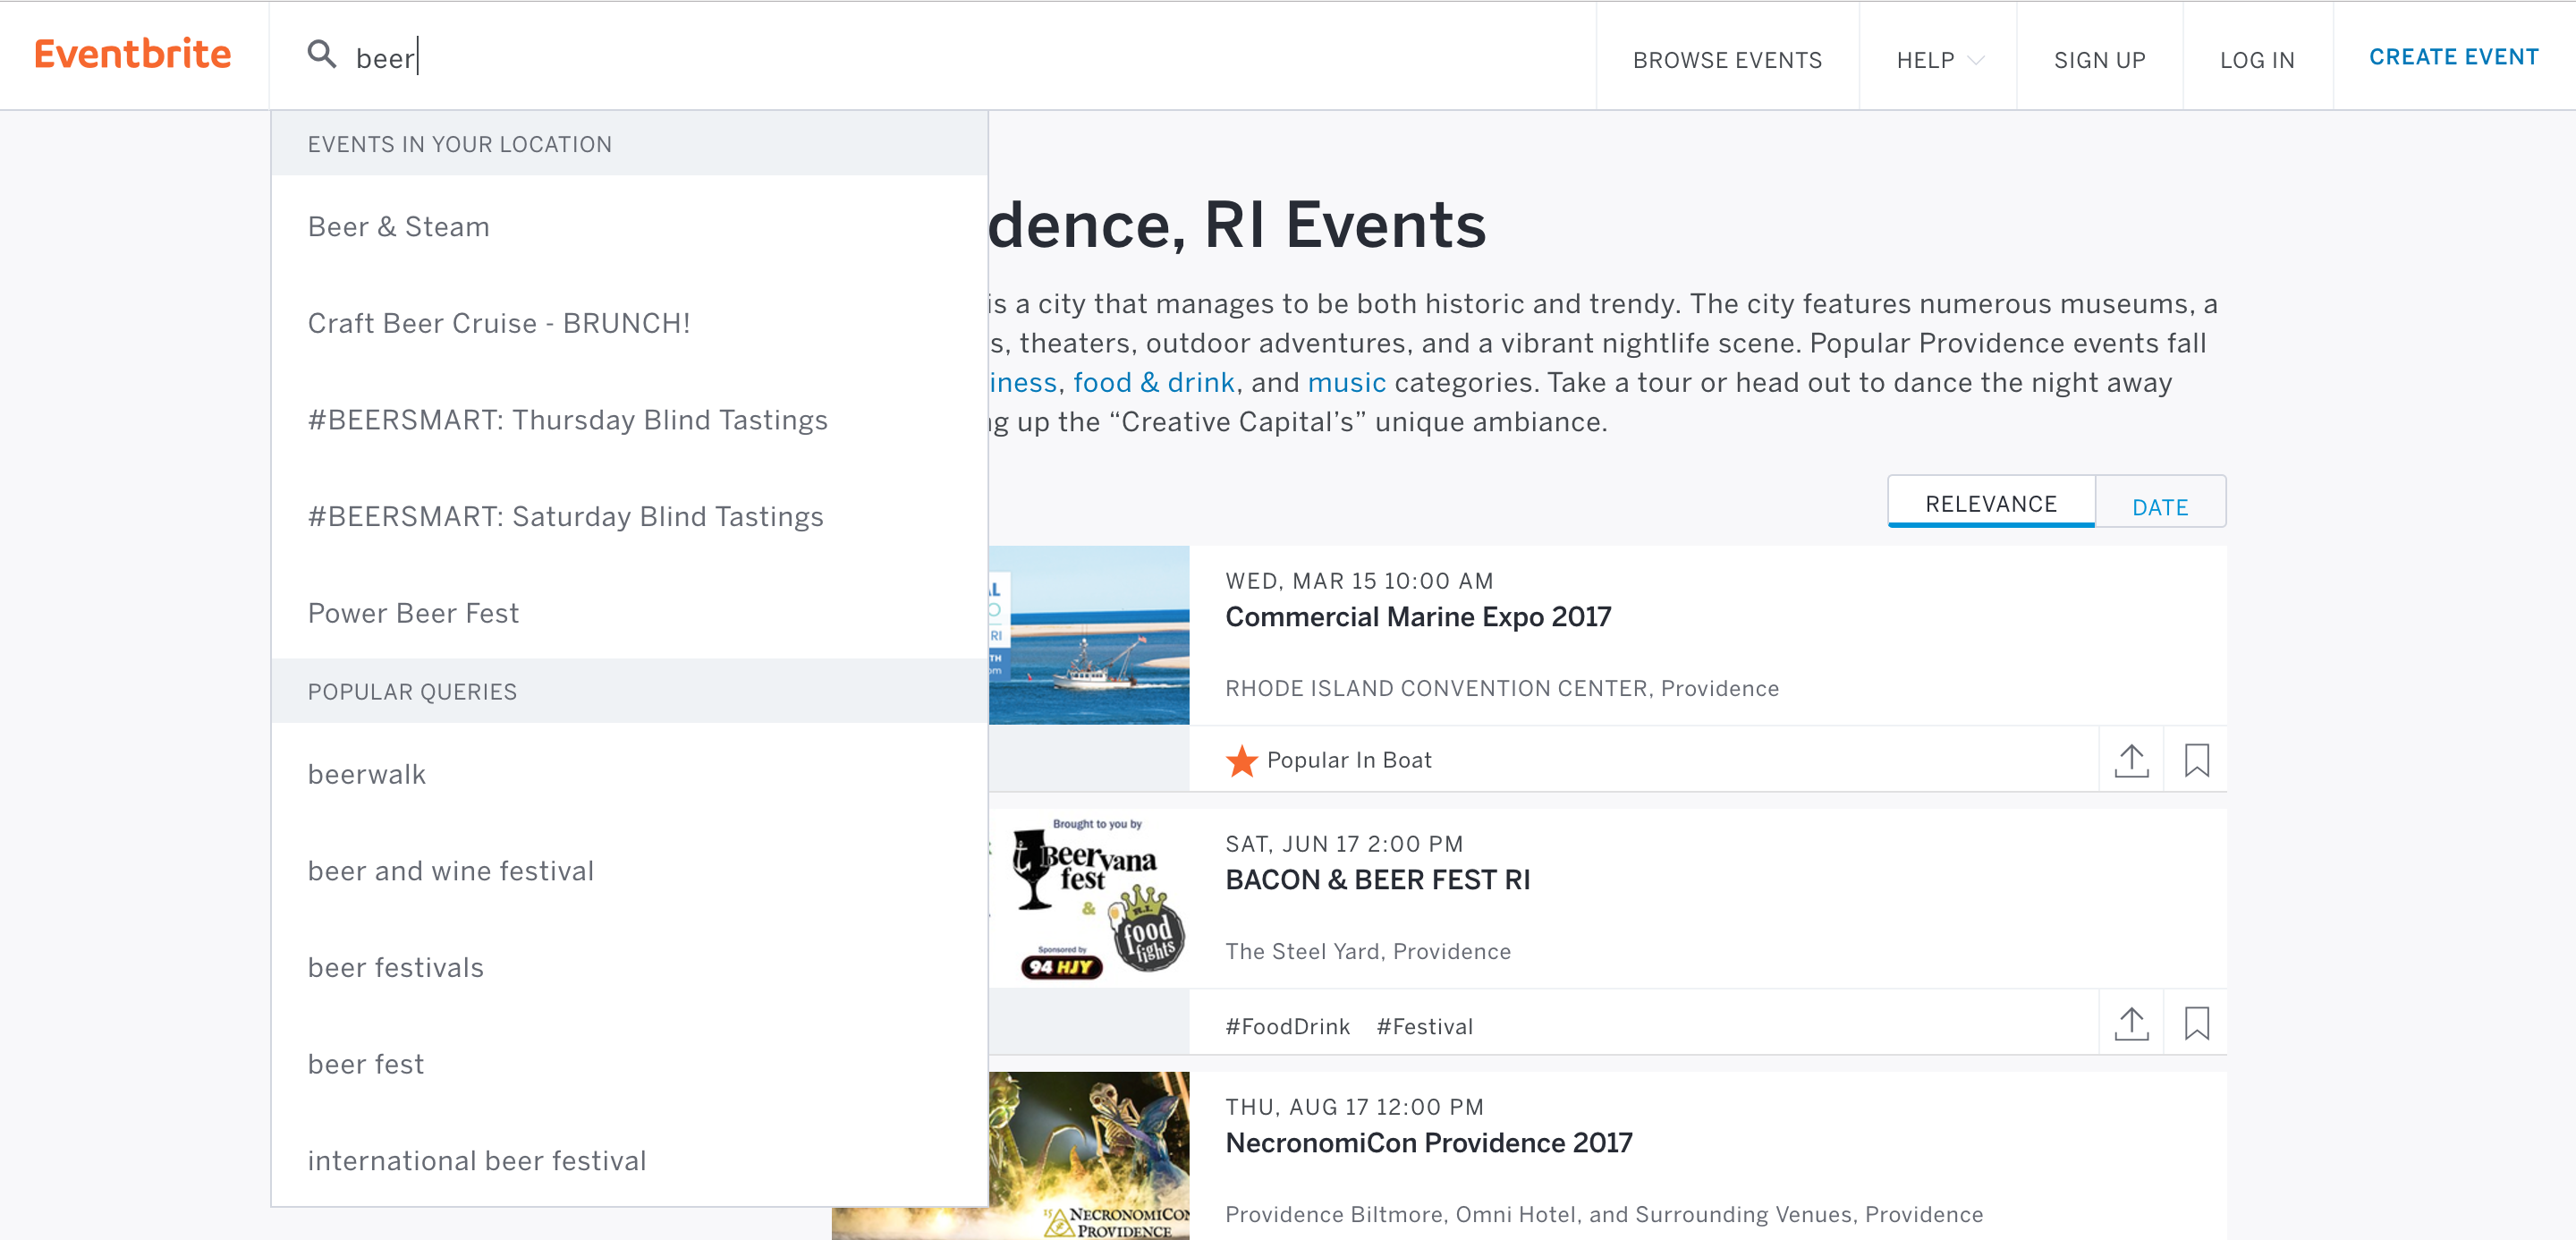 Eventbrite
beer
BROWSE EVENTS
HELP
SIGN UP
LOG IN
CREATE EVENT
EVENTS IN YOUR LOCATION
Beer & Steam
Craft Beer Cruise - BRUNCH!
#BEERSMART: Thursday Blind Tastings
#BEERSMART: Saturday Blind Tastings
Power Beer Fest
POPULAR QUERIES
beerwalk
beer and wine festival
beer festivals
beer fest
international beer festival
dence, RI Events
is a city that manages to be both historic and trendy. The city features numerous museums, a
s, theaters, outdoor adventures, and a vibrant nightlife scene. Popular Providence events fall
iness, food & drink, and music categories. Take a tour or head out to dance the night away
ng up the “Creative Capital’s” unique ambiance.
RELEVANCE
DATE
RI
TH
om
WED, MAR 15 10:00 AM
Commercial Marine Expo 2017
RHODE ISLAND CONVENTION CENTER, Providence
Popular In Boat
Brought to you by
Beervana
fest
&
R.I.
food
fights
Sponsored by
94 HJY
SAT, JUN 17 2:00 PM
BACON & BEER FEST RI
The Steel Yard, Providence
#FoodDrink #Festival
NECRONOMICON
PROVIDENCE
THU, AUG 17 12:00 PM
NecronomiCon Providence 2017
Providence Biltmore, Omni Hotel, and Surrounding Venues, Providence